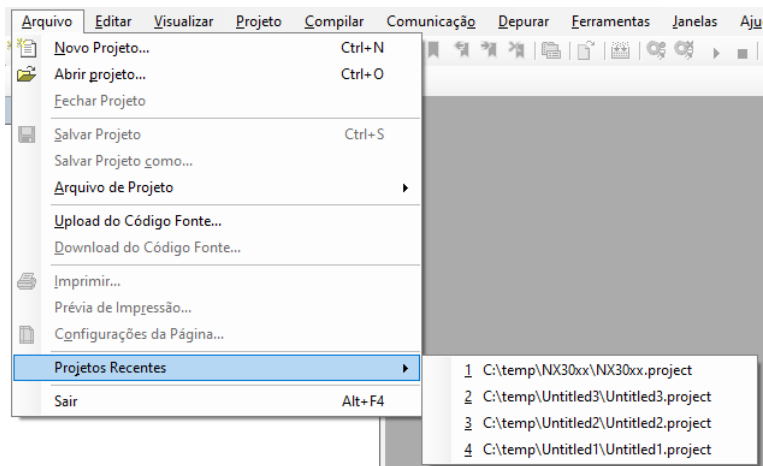 Arquivo Editar Visualizar Projeto Compilar Comunicação Depurar Ferramentas Janelas
Novo Projeto... Ctrl+N
Abrir projeto... Ctrl+O
Fechar Projeto
Salvar Projeto Ctrl+S
Salvar Projeto como...
Arquivo de Projeto
Upload do Código Fonte...
Download do Código Fonte...
Imprimir...
Prévia de Impressão...
Configurações da Página...
Projetos Recentes
Sair Alt+F4
1 C:\temp\NX30xx\NX30xx.project
2 C:\temp\Untitled3\Untitled3.project
3 C:\temp\Untitled2\Untitled2.project
4 C:\temp\Untitled1\Untitled1.project